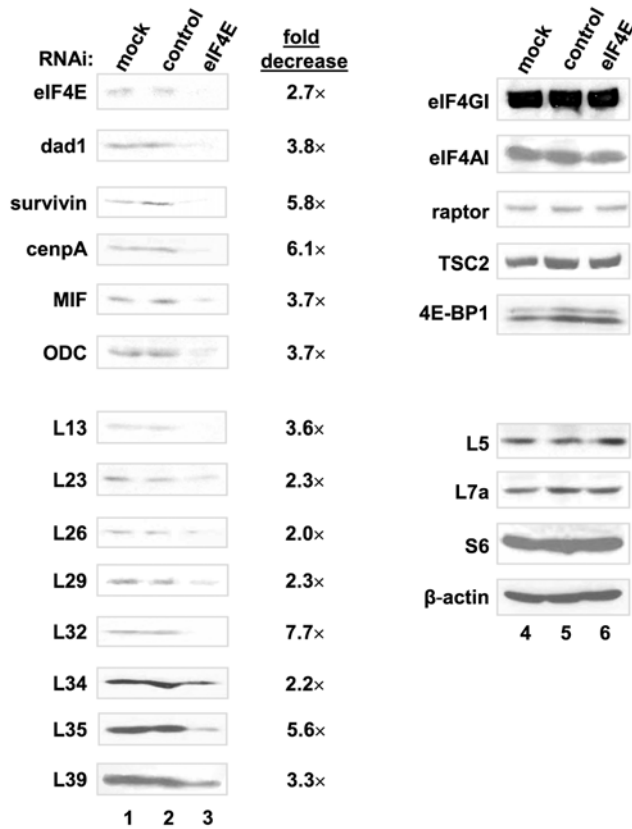 mock control eIF4E
fold
decrease
RNAi:
eIF4E 2.7×
dad1 3.8×
survivin 5.8×
cenpA 6.1×
MIF 3.7×
ODC 3.7×
L13 3.6×
L23 2.3×
L26 2.0×
L29 2.3×
L32 7.7×
L34 2.2×
L35 5.6×
L39 3.3×
1 2 3
mock control eIF4E
eIF4GI
eIF4AI
raptor
TSC2
4E-BP1
L5
L7a
S6
β-actin
4 5 6